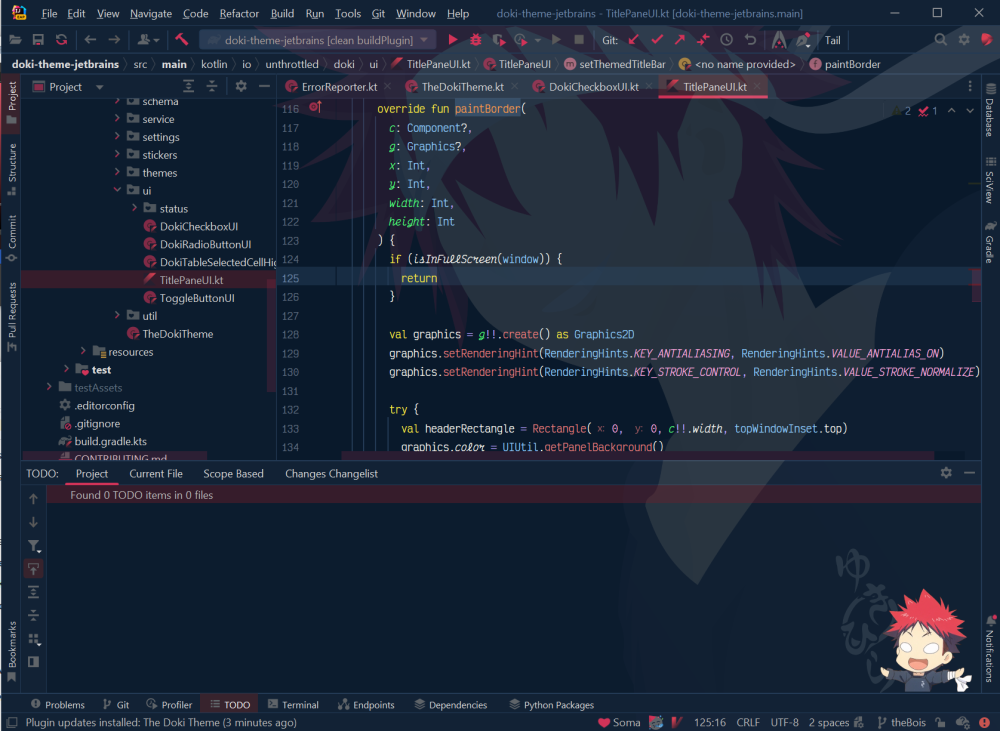 File Edit View Navigate Code Refactor Build Run Tools Git Window Help doki-theme-jetbrains - TitlePaneUI.kt [doki-theme-jetbrains.main]
doki-theme-jetbrains [clean buildPlugin] Git: Tail
doki-theme-jetbrains src main kotlin io unthrottled doki ui TitlePaneUI.kt TitlePaneUI setThemedTitleBar <no name provided> paintBorder
Project
ErrorReporter.kt TheDokiTheme.kt DokiCheckboxUI.kt TitlePaneUI.kt
Project
Structure
Commit
Pull Requests
Bookmarks
schema
service
settings
stickers
themes
ui
status
DokiCheckboxUI
DokiRadioButtonUI
DokiTableSelectedCellHig
TitlePaneUI.kt
ToggleButtonUI
util
TheDokiTheme
resources
test
testAssets
.editorconfig
.gitignore
build.gradle.kts
CONTRIBUTING.md
2 1
116 override fun paintBorder(
117 c: Component?,
118 g: Graphics?,
119 x: Int,
120 y: Int,
121 width: Int,
122 height: Int
123 ) {
124 if (isInFullScreen(window)) {
125 return
126 }
127
128 val graphics = g!!.create() as Graphics2D
129 graphics.setRenderingHint(RenderingHints.KEY_ANTIALIASING, RenderingHints.VALUE_ANTIALIAS_ON)
130 graphics.setRenderingHint(RenderingHints.KEY_STROKE_CONTROL, RenderingHints.VALUE_STROKE_NORMALIZE)
131
132 try {
133 val headerRectangle = Rectangle( x: 0, y: 0, c!!.width, topWindowInset.top)
134 graphics.color = UIUtil.getPanelBackground()
Database
SciView
Gradle
Notifications
TODO: Project Current File Scope Based Changes Changelist
Found 0 TODO items in 0 files
ゆきひら
Problems Git Profiler TODO Terminal Endpoints Dependencies Python Packages
Plugin updates installed: The Doki Theme (3 minutes ago) Soma 125:16 CRLF UTF-8 2 spaces theBois